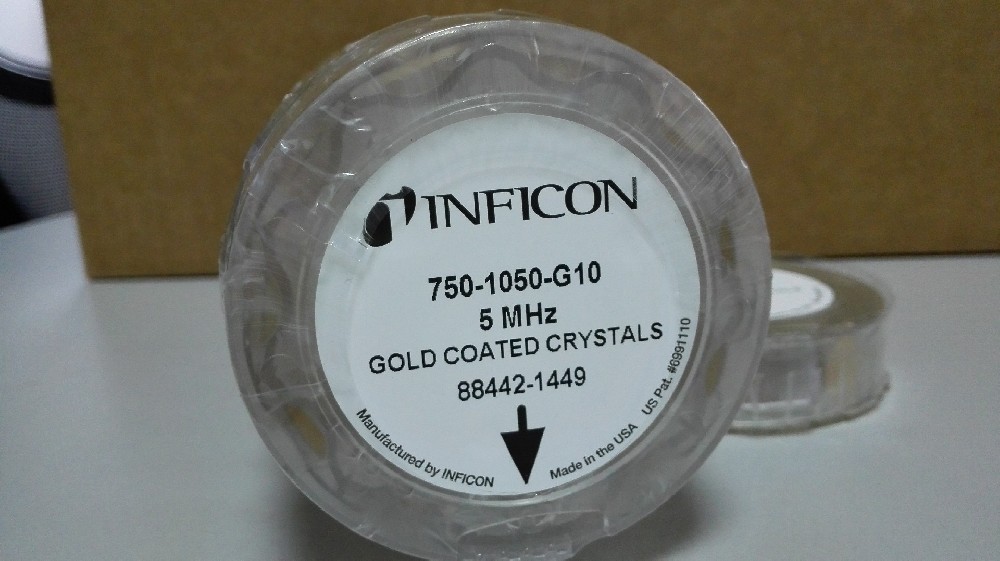 INFICON
750-1050-G10
5 MHz
GOLD COATED CRYSTALS
88442-1449
Manufactured by INFICON
Made in the USA
US Pat. #6991110